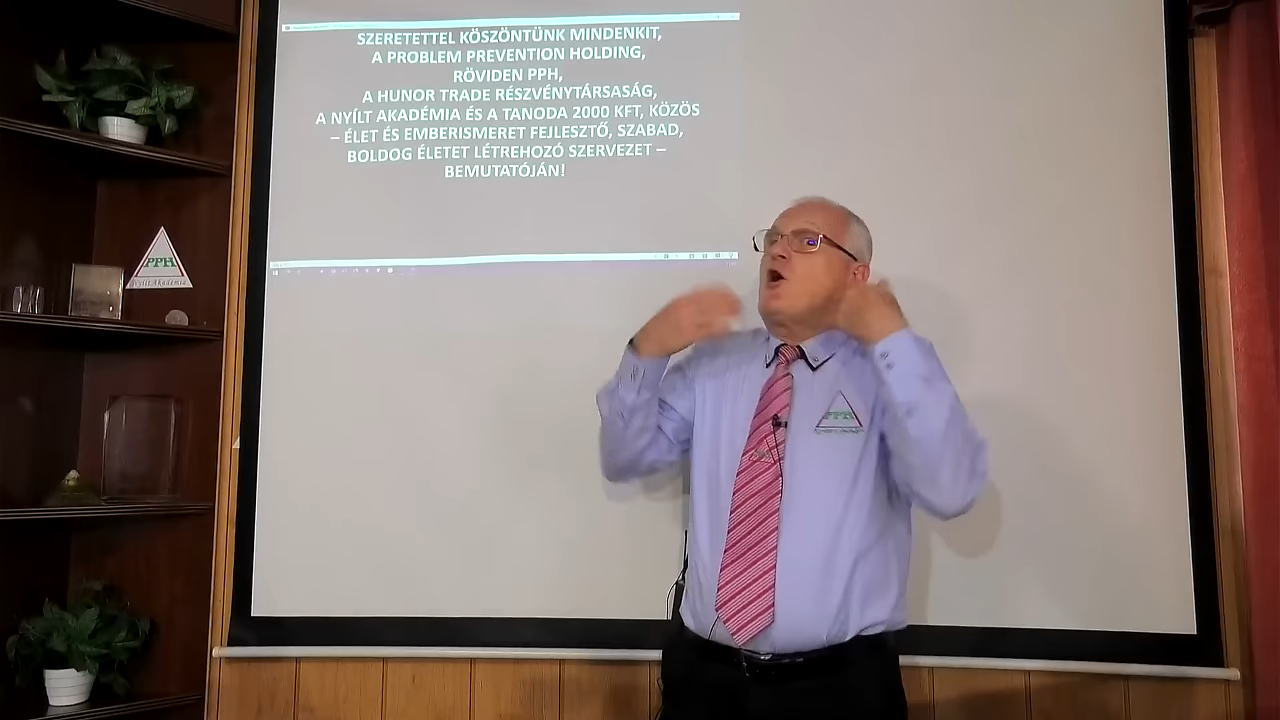 SZERETETTEL KÖSZÖNTÜNK MINDENKIT,
A PROBLEM PREVENTION HOLDING,
RÖVIDEN PPH,
A HUNOR TRADE RÉSZVÉNYTÁRSASÁG,
A NYÍLT AKADÉMIA ÉS A TANODA 2000 KFT, KÖZÖS
– ÉLET ÉS EMBERISMERET FEJLESZTŐ, SZABAD,
BOLDOG ÉLETET LÉTREHOZÓ SZERVEZET –
BEMUTATÓJÁN!
PPH
Nyílt Akadémia
PPH